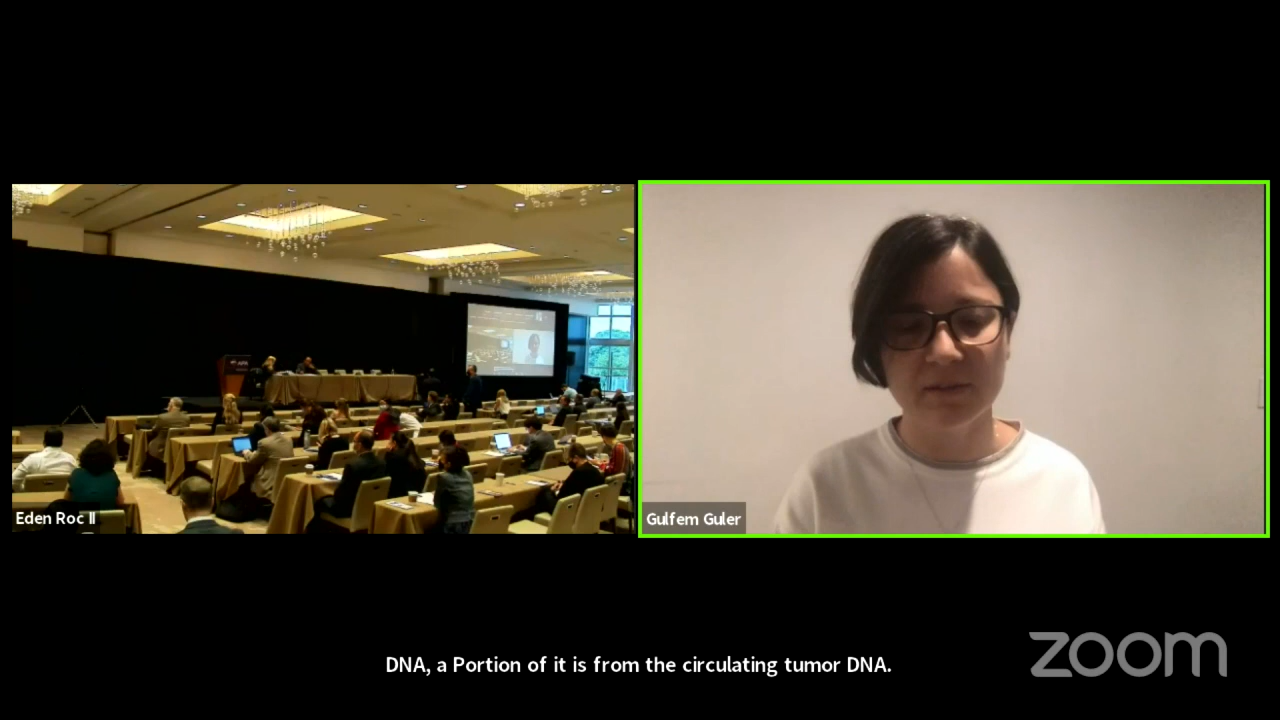 Eden Roc II
Gulfem Guler
DNA, a Portion of it is from the circulating tumor DNA.
zoom